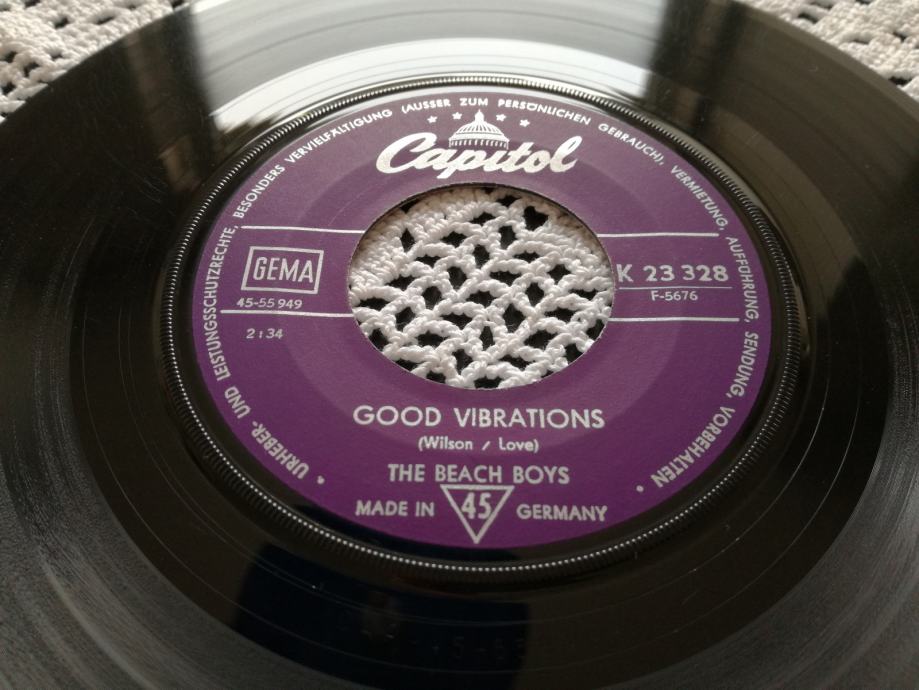 URHEBER- UND LEISTUNGSSCHUTZRECHTE, BESONDERS VERVIELFÄLTIGUNG (AUSSER ZUM PERSÖNLICHEN GEBRAUCH), VERMIETUNG, AUFFÜHRUNG, SENDUNG, VORBEHALTEN
Capitol
GEMA
K 23 328
45-55 949
F-5676
2:34
GOOD VIBRATIONS
(Wilson / Love)
THE BEACH BOYS
MADE IN 45 GERMANY